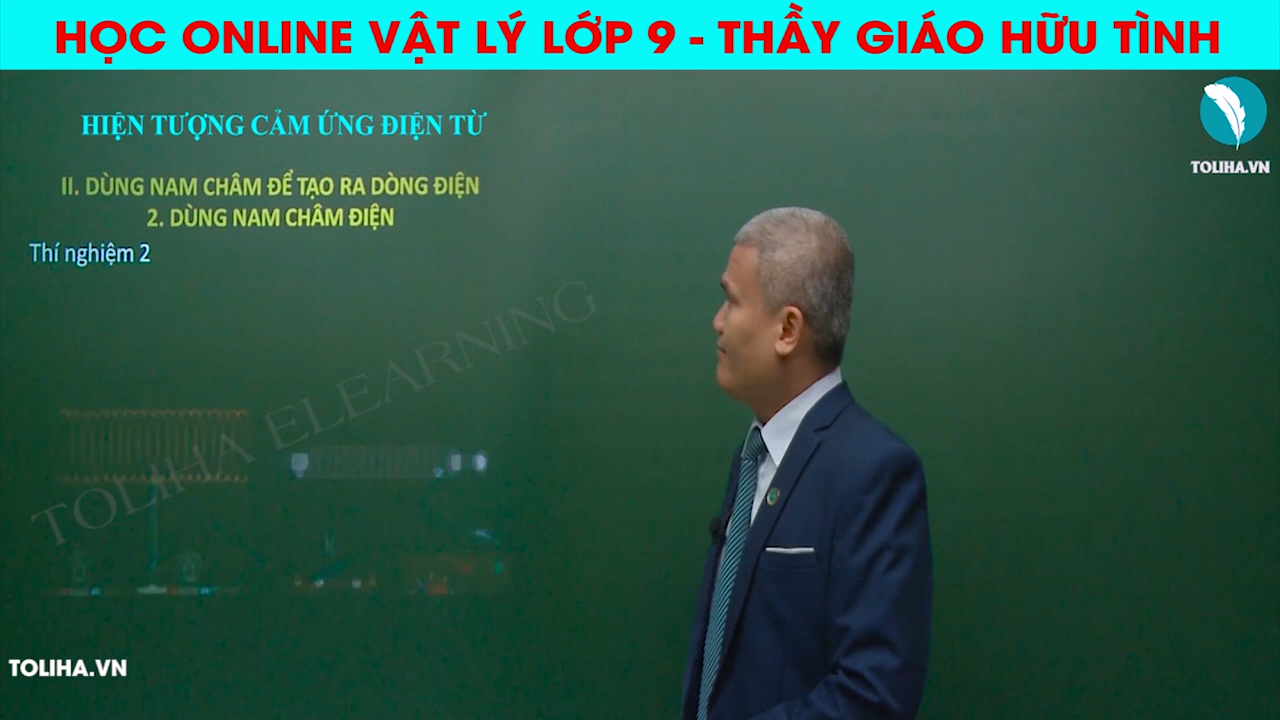 HỌC ONLINE VẬT LÝ LỚP 9 - THẦY GIÁO HỮU TÌNH
HIỆN TƯỢNG CẢM ỨNG ĐIỆN TỪ
TOLIHA.VN
II. DÙNG NAM CHÂM ĐỂ TẠO RA DÒNG ĐIỆN
2. DÙNG NAM CHÂM ĐIỆN
Thí nghiệm 2
TOLIHA ELEARNING
TOLIHA.VN